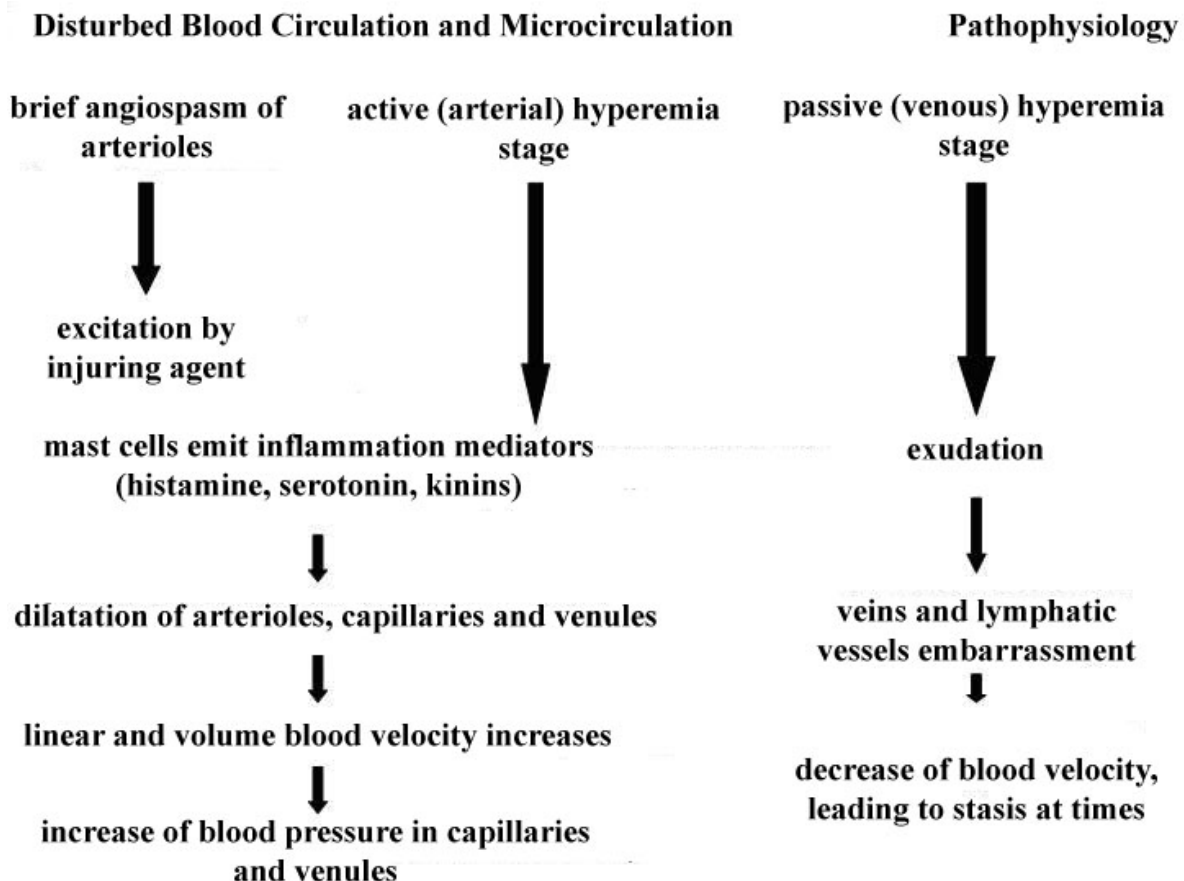 Disturbed Blood Circulation and Microcirculation
Pathophysiology
brief angiospasm of
arterioles
active (arterial) hyperemia
stage
passive (venous) hyperemia
stage
excitation by
injuring agent
mast cells emit inflammation mediators
(histamine, serotonin, kinins)
exudation
dilatation of arterioles, capillaries and venules
veins and lymphatic
vessels embarrassment
linear and volume blood velocity increases
decrease of blood velocity,
leading to stasis at times
increase of blood pressure in capillaries
and venules